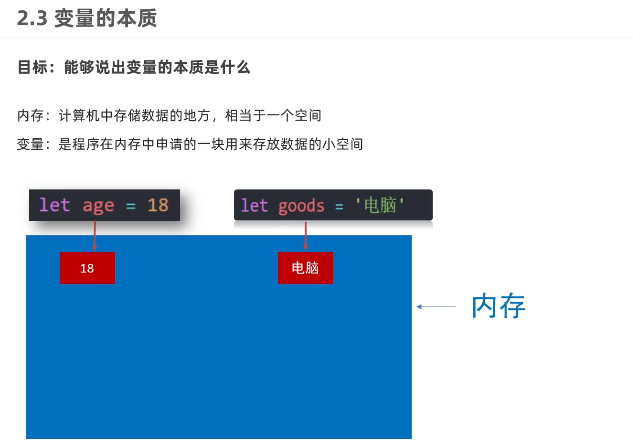 2.3 变量的本质
目标：能够说出变量的本质是什么
内存：计算机中存储数据的地方，相当于一个空间
变量：是程序在内存中申请的一块用来存放数据的小空间
let age = 18
let goods = '电脑'
18
电脑
内存